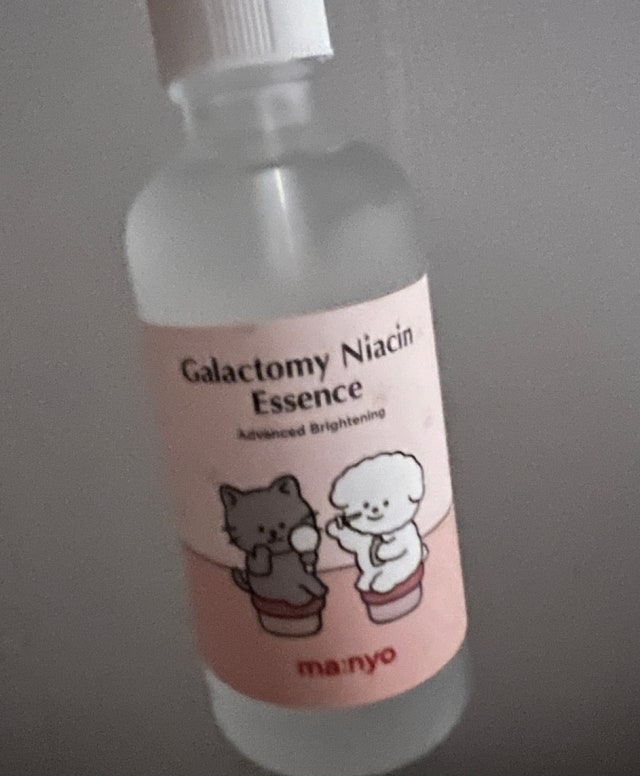 Galactomy Niacin
Essence
Advanced Brightening
ma:nyo